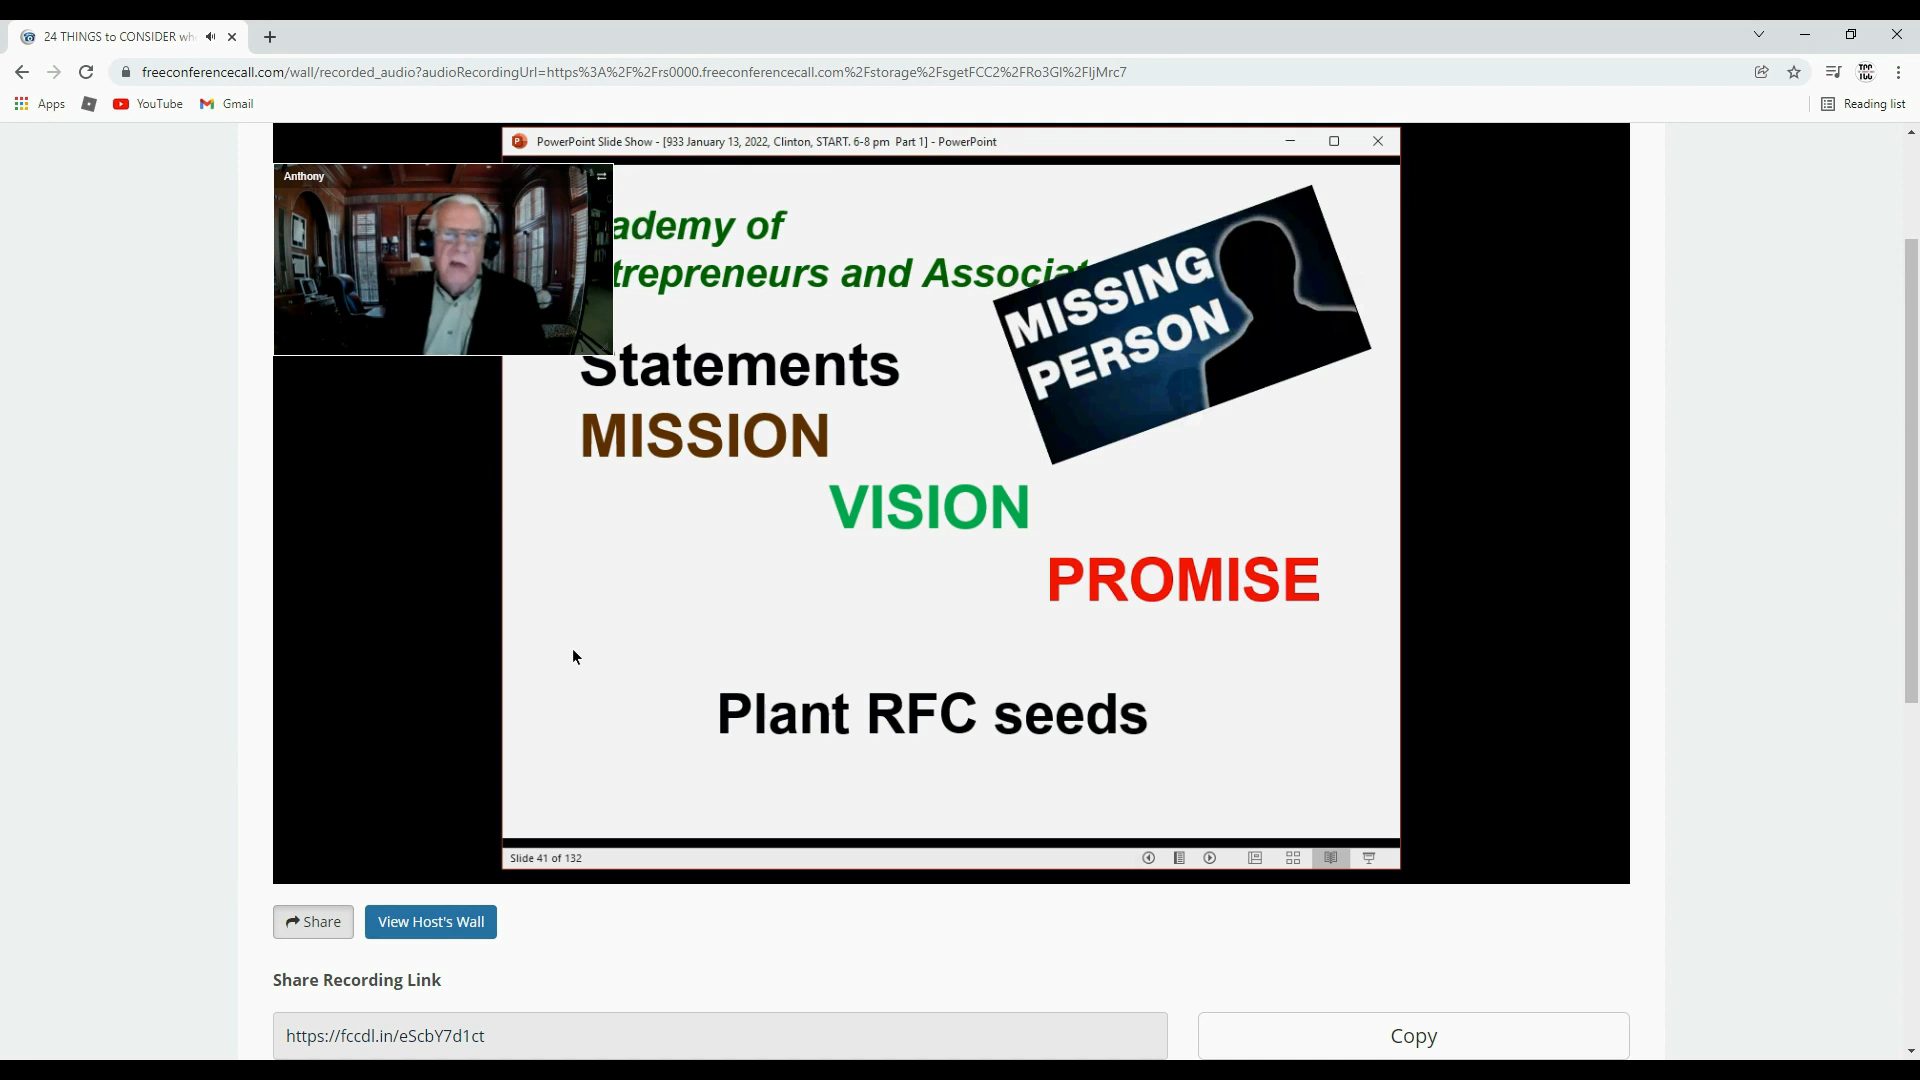 24 THINGS to CONSIDER wh
freeconferencecall.com/wall/recorded_audio?audioRecordingUrl=https%3A%2F%2Frs0000.freeconferencecall.com%2Fstorage%2FsgetFCC2%2FRo3Gl%2FljMrc7
Apps
YouTube
Gmail
Reading list
PowerPoint Slide Show - [933 January 13, 2022, Clinton, START. 6-8 pm Part 1] - PowerPoint
Anthony
ademy of
trepreneurs and Associat
MISSING
PERSON
Statements
MISSION
VISION
PROMISE
Plant RFC seeds
Slide 41 of 132
Share
View Host's Wall
Share Recording Link
https://fccdl.in/eScbY7d1ct
Copy